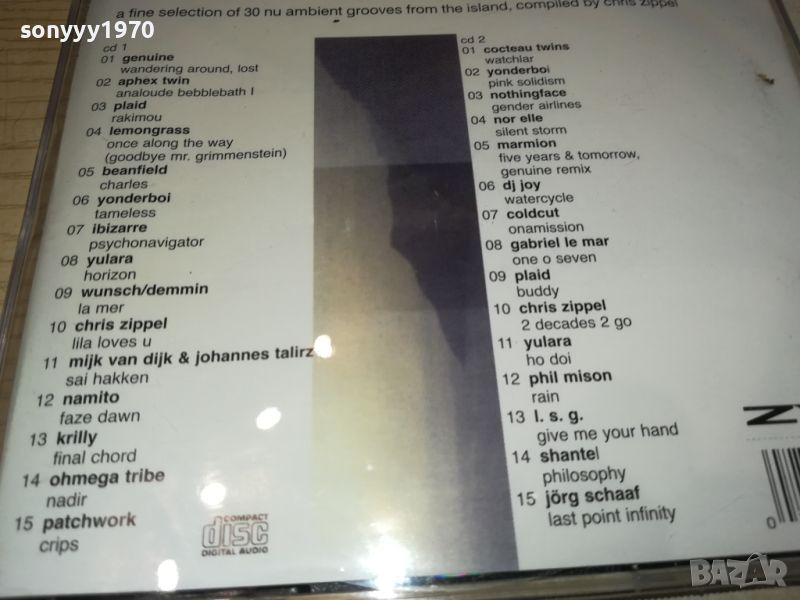 sonyyy1970
a fine selection of 30 nu ambient grooves from the island, compiled by chris zippel
cd 1
01 genuine
wandering around, lost
02 aphex twin
analoude bebblebath I
03 plaid
rakimou
04 lemongrass
once along the way
(goodbye mr. grimmenstein)
05 beanfield
charles
06 yonderboi
tameless
07 ibizarre
psychonavigator
08 yulara
horizon
09 wunsch/demmin
la mer
10 chris zippel
lila loves u
11 mijk van dijk & johannes talirz
sai hakken
12 namito
faze dawn
13 krilly
final chord
14 ohmega tribe
nadir
15 patchwork
crips
COMPACT
disc
DIGITAL AUDIO
cd 2
01 cocteau twins
watchlar
02 yonderboi
pink solidism
03 nothingface
gender airlines
04 nor elle
silent storm
05 marmion
five years & tomorrow,
genuine remix
06 dj joy
watercycle
07 coldcut
onamission
08 gabriel le mar
one o seven
09 plaid
buddy
10 chris zippel
2 decades 2 go
11 yulara
ho doi
12 phil mison
rain
13 l. s. g.
give me your hand
14 shantel
philosophy
15 jörg schaaf
last point infinity
0
BAZAR